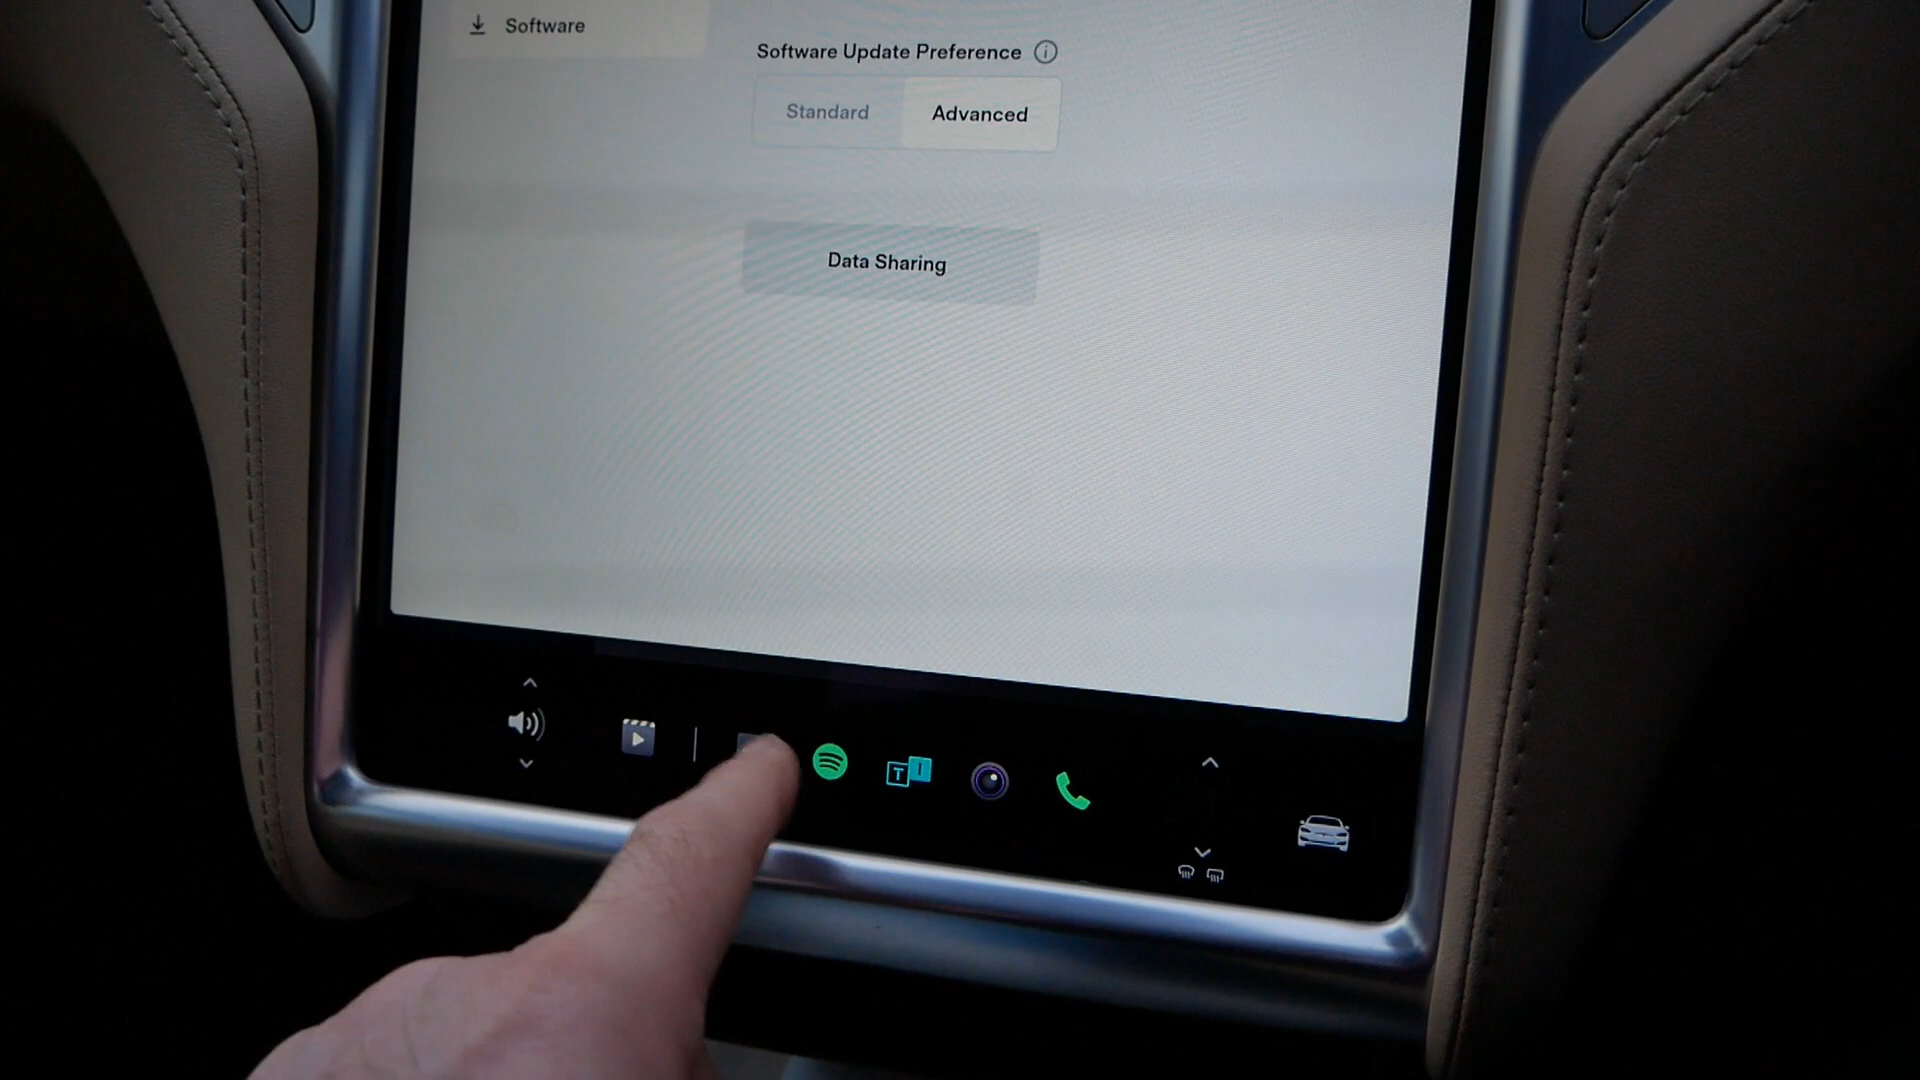 Software
Software Update Preference
Standard
Advanced
Data Sharing
T
I